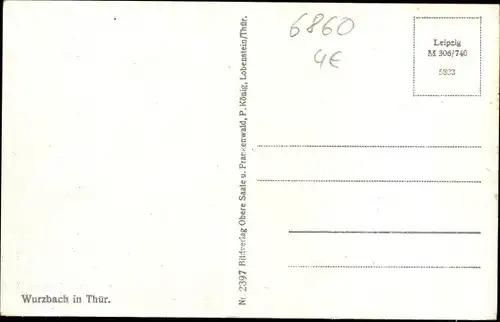 6860
4€
Leipzig
M 306/740
5833
Nr. 2397 Bildverlag Obere Saale u. Frankenwald, P. König, Lobenstein/Thür.
Wurzbach in Thür.